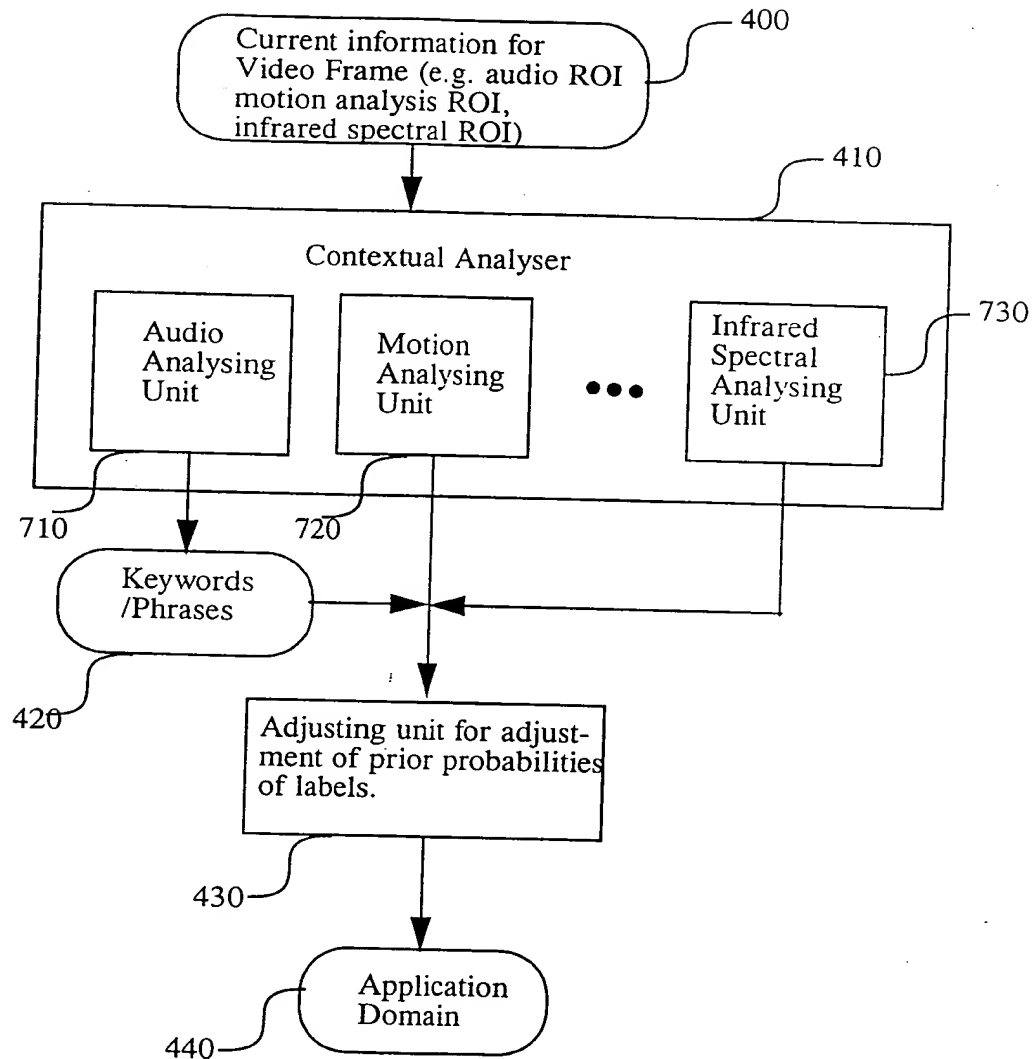 400
Current information for
Video Frame (e.g. audio ROI
motion analysis ROI,
infrared spectral ROI)
410
Contextual Analyser
Audio
Analysing
Unit
Motion
Analysing
Unit
Infrared
Spectral
Analysing
Unit
730
710
720
Keywords
/Phrases
420
Adjusting unit for adjust-
ment of prior probabilities
of labels.
430
Application
Domain
440